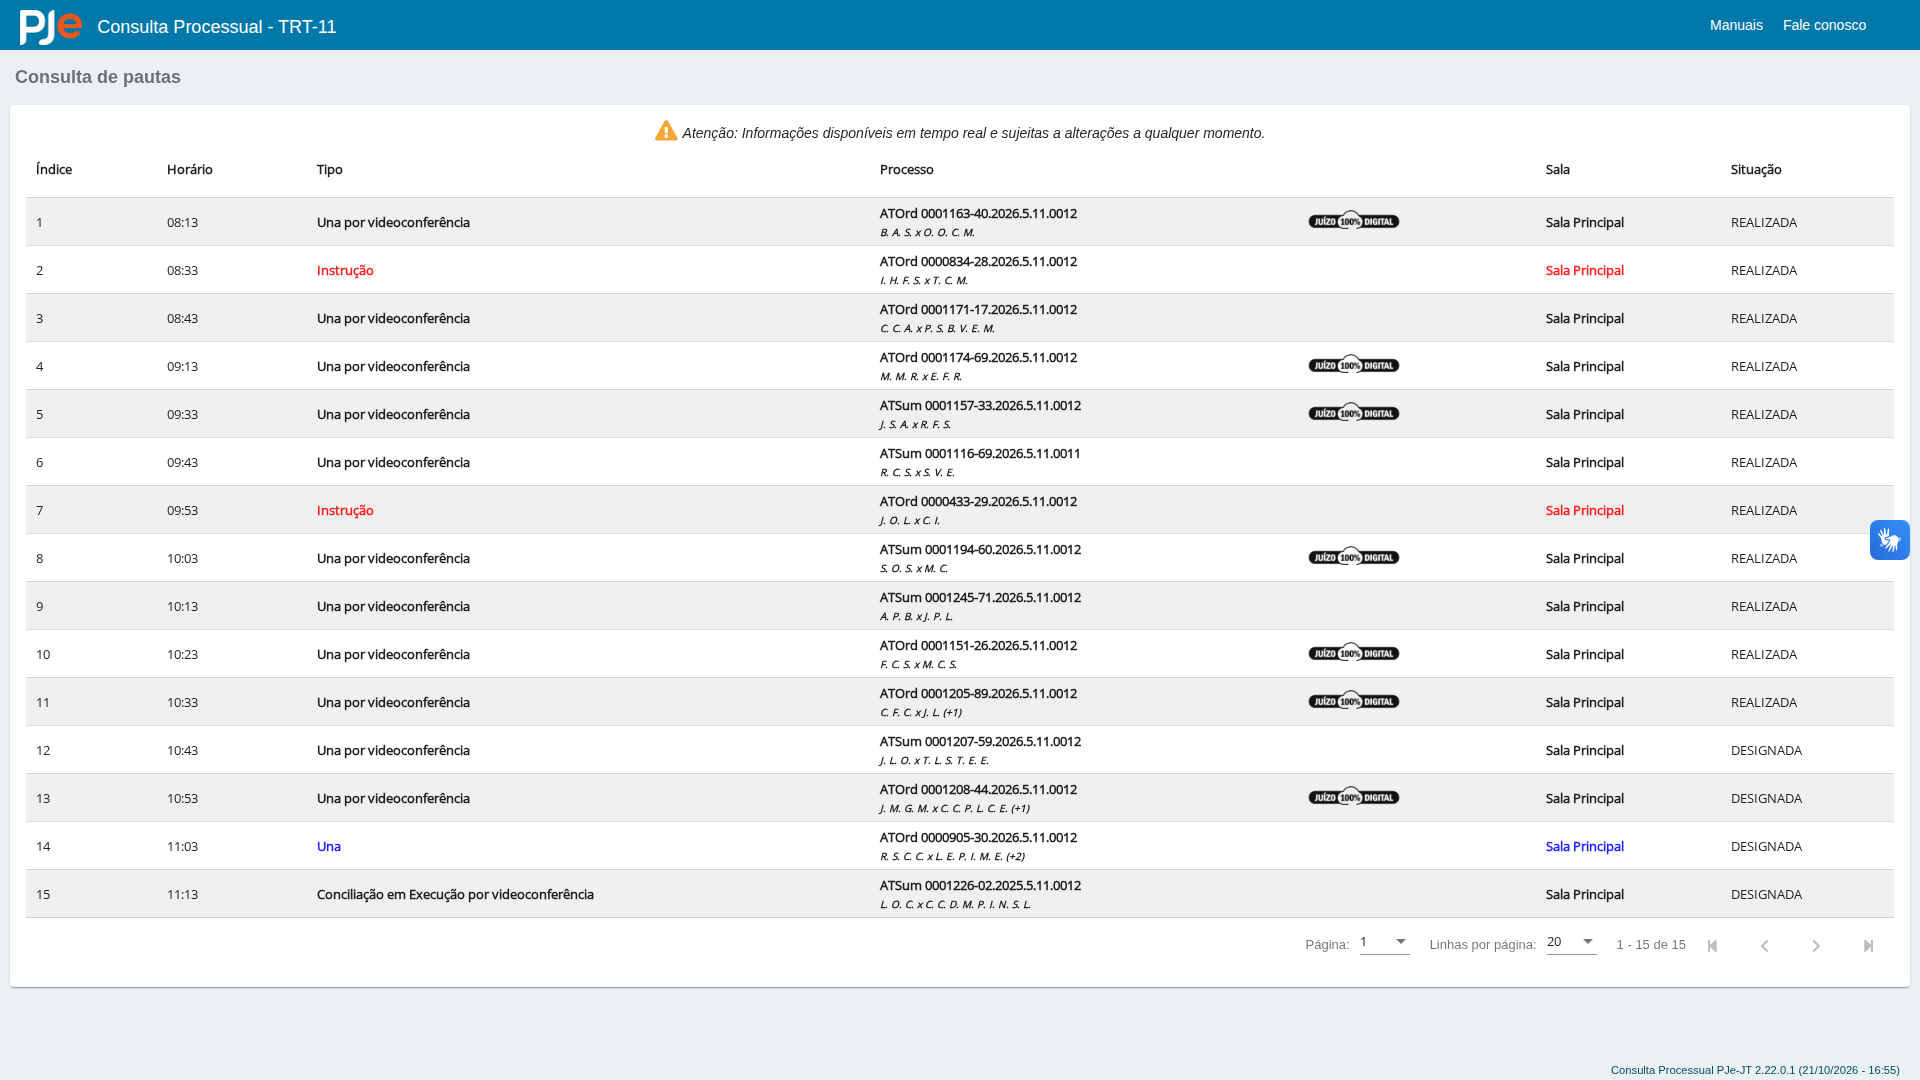 PJe Consulta Processual - TRT-11 Manuais Fale conosco
Consulta de pautas
Atenção: Informações disponíveis em tempo real e sujeitas a alterações a qualquer momento.
Índice Horário Tipo Processo Sala Situação
1 08:13 Una por videoconferência ATOrd 0001163-40.2026.5.11.0012 JUÍZO 100% DIGITAL Sala Principal REALIZADA
B. A. S. x O. O. C. M.
2 08:33 Instrução ATOrd 0000834-28.2026.5.11.0012 Sala Principal REALIZADA
I. H. F. S. x T. C. M.
3 08:43 Una por videoconferência ATOrd 0001171-17.2026.5.11.0012 Sala Principal REALIZADA
C. C. A. x P. S. B. V. E. M.
4 09:13 Una por videoconferência ATOrd 0001174-69.2026.5.11.0012 JUÍZO 100% DIGITAL Sala Principal REALIZADA
M. M. R. x E. F. R.
5 09:33 Una por videoconferência ATSum 0001157-33.2026.5.11.0012 JUÍZO 100% DIGITAL Sala Principal REALIZADA
J. S. A. x R. F. S.
6 09:43 Una por videoconferência ATSum 0001116-69.2026.5.11.0011 Sala Principal REALIZADA
R. C. S. x S. V. E.
7 09:53 Instrução ATOrd 0000433-29.2026.5.11.0012 Sala Principal REALIZADA
J. O. L. x C. I.
8 10:03 Una por videoconferência ATSum 0001194-60.2026.5.11.0012 JUÍZO 100% DIGITAL Sala Principal REALIZADA
S. O. S. x M. C.
9 10:13 Una por videoconferência ATSum 0001245-71.2026.5.11.0012 Sala Principal REALIZADA
A. P. B. x J. P. L.
10 10:23 Una por videoconferência ATOrd 0001151-26.2026.5.11.0012 JUÍZO 100% DIGITAL Sala Principal REALIZADA
F. C. S. x M. C. S.
11 10:33 Una por videoconferência ATOrd 0001205-89.2026.5.11.0012 JUÍZO 100% DIGITAL Sala Principal REALIZADA
C. F. C. x J. L. (+1)
12 10:43 Una por videoconferência ATSum 0001207-59.2026.5.11.0012 Sala Principal DESIGNADA
J. L. O. x T. L. S. T. E. E.
13 10:53 Una por videoconferência ATOrd 0001208-44.2026.5.11.0012 JUÍZO 100% DIGITAL Sala Principal DESIGNADA
J. M. G. M. x C. C. P. L. C. E. (+1)
14 11:03 Una ATOrd 0000905-30.2026.5.11.0012 Sala Principal DESIGNADA
R. S. C. C. x L. E. P. I. M. E. (+2)
15 11:13 Conciliação em Execução por videoconferência ATSum 0001226-02.2025.5.11.0012 Sala Principal DESIGNADA
L. O. C. x C. C. D. M. P. I. N. S. L.
Página: 1 Linhas por página: 20 1 - 15 de 15
Consulta Processual PJe-JT 2.22.0.1 (21/10/2026 - 16:55)